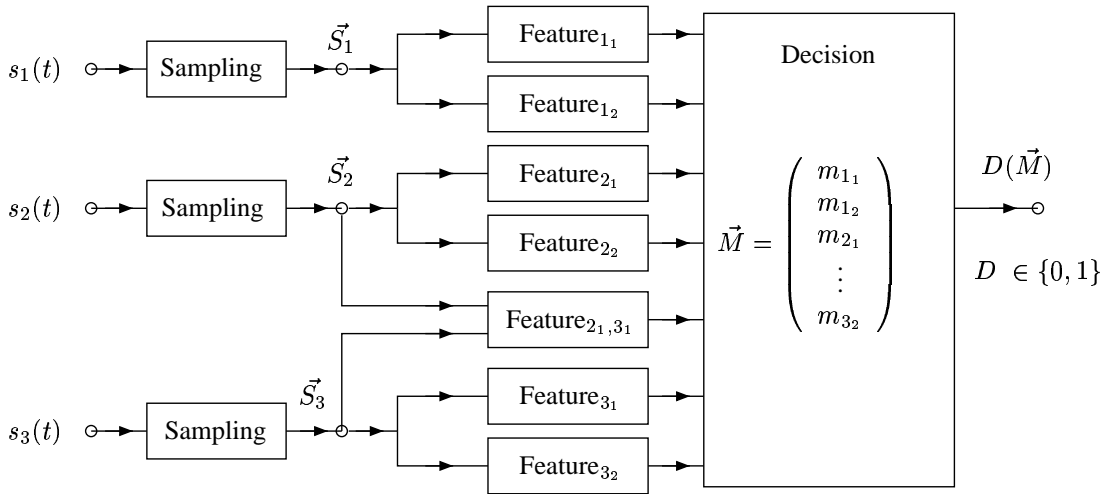 Feature₁₁
Decision
s₁(t)
Sampling
S⃗₁
Feature₁₂
Feature₂₁
s₂(t)
Sampling
S⃗₂
Feature₂₂
M⃗ =
m₁₁
m₁₂
m₂₁
⋮
m₃₂
D(M⃗)
D ∈ {0, 1}
Feature₂₁,₃₁
Feature₃₁
s₃(t)
Sampling
S⃗₃
Feature₃₂